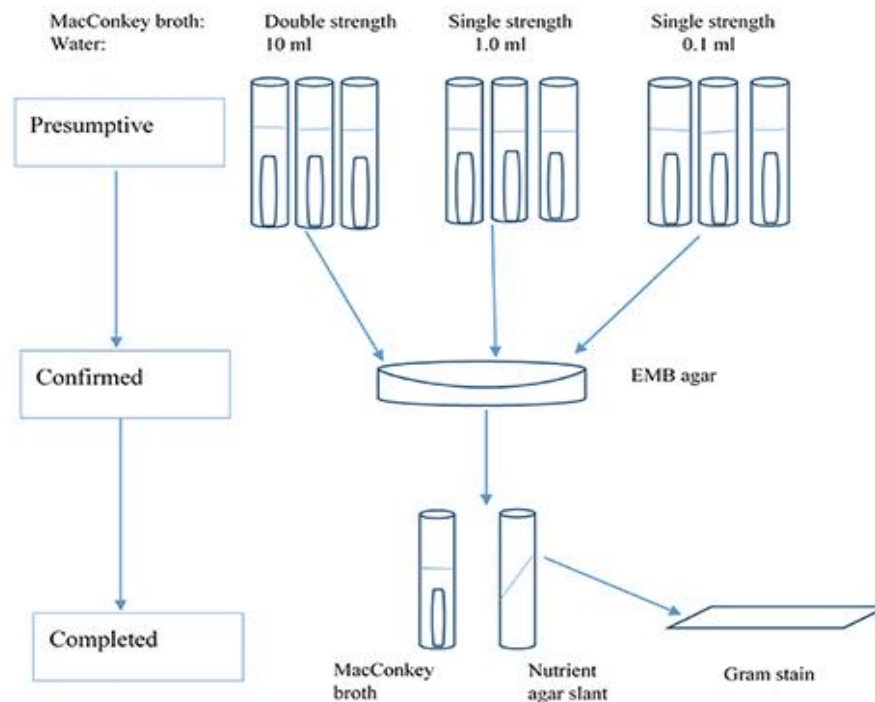 MacConkey broth: Double strength Single strength Single strength
Water: 10 ml 1.0 ml 0.1 ml
Presumptive
Confirmed
EMB agar
Completed
MacConkey broth
Nutrient agar slant
Gram stain